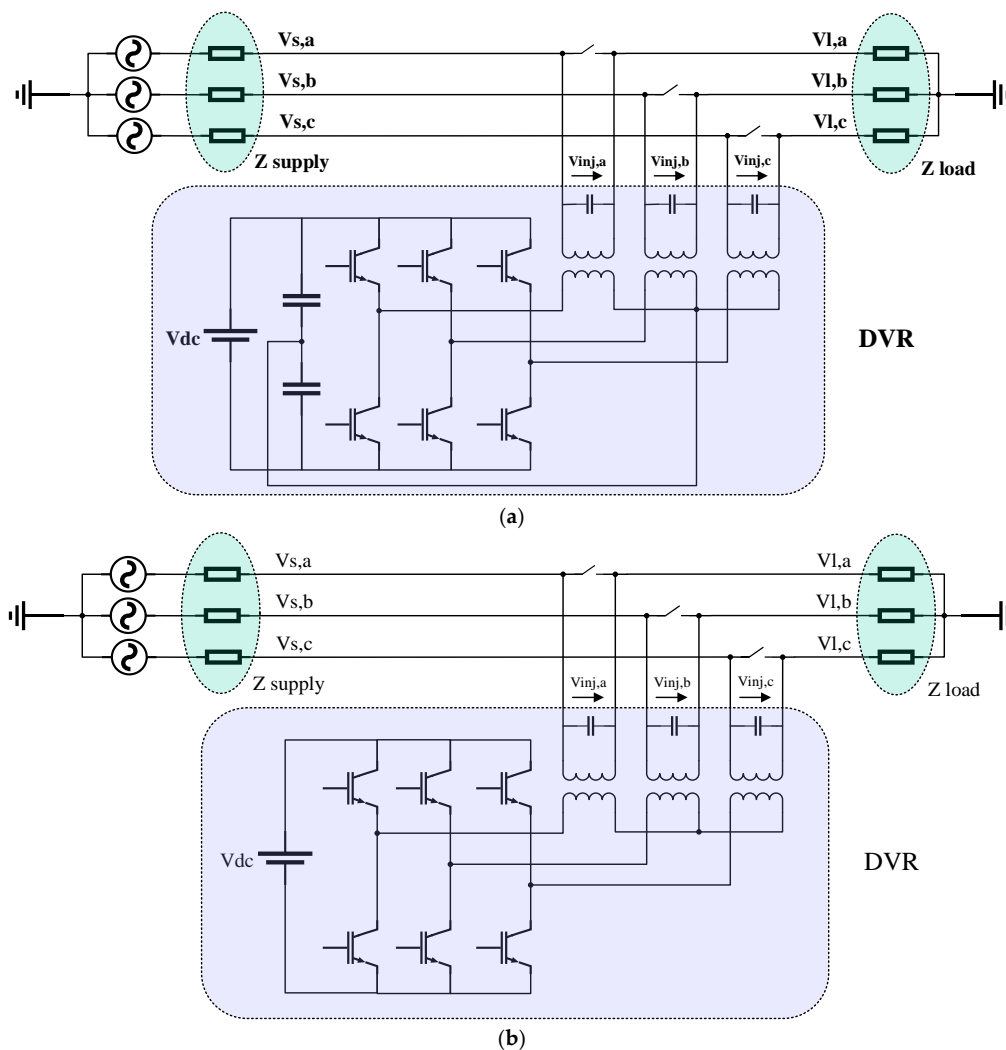 Vs,a
Vl,a
Vs,b
Vl,b
Vs,c
Vl,c
Z supply
Vinj,a
Vinj,b
Vinj,c
Z load
Vdc
DVR
(a)
Vs,a
Vl,a
Vs,b
Vl,b
Vs,c
Vl,c
Z supply
Vinj,a
Vinj,b
Vinj,c
Z load
Vdc
DVR
(b)